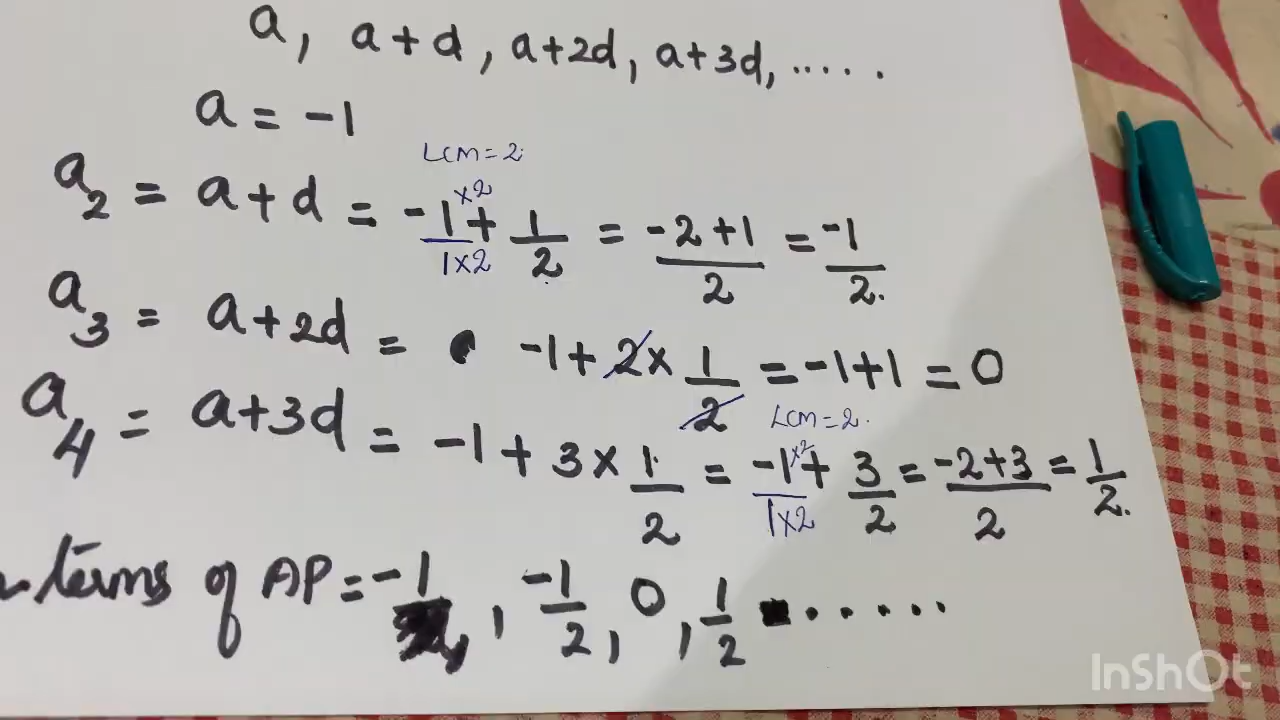 a, a+d, a+2d, a+3d, .....
a = -1
LCM=2.
a₂ = a+d = -1×2/1×2 + 1/2 = -2+1/2 = -1/2.
a₃ = a+2d = -1+2× 1/2 = -1+1 = 0
LCM=2.
a₄ = a+3d = -1+3× 1/2 = -1×2/1×2 + 3/2 = -2+3/2 = 1/2.
terms of AP = -1, -1/2, 0, 1/2 ......
InShOt